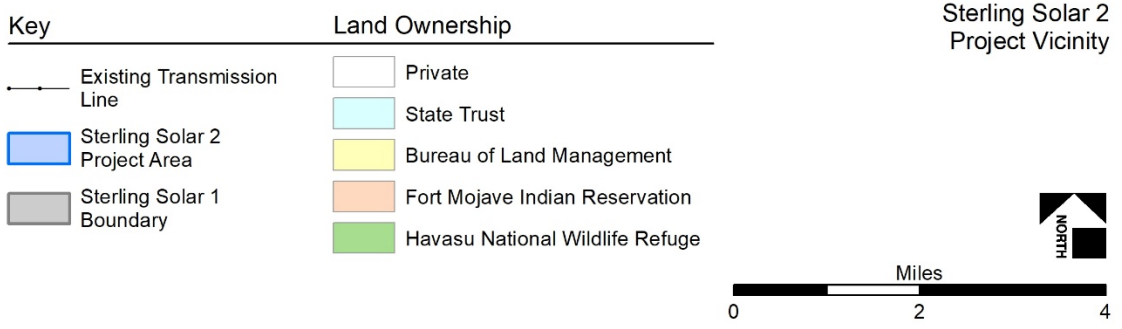 Key
Existing Transmission
Line
Sterling Solar 2
Project Area
Sterling Solar 1
Boundary
Land Ownership
Private
State Trust
Bureau of Land Management
Fort Mojave Indian Reservation
Havasu National Wildlife Refuge
Sterling Solar 2
Project Vicinity
NORTH
Miles
0 2 4